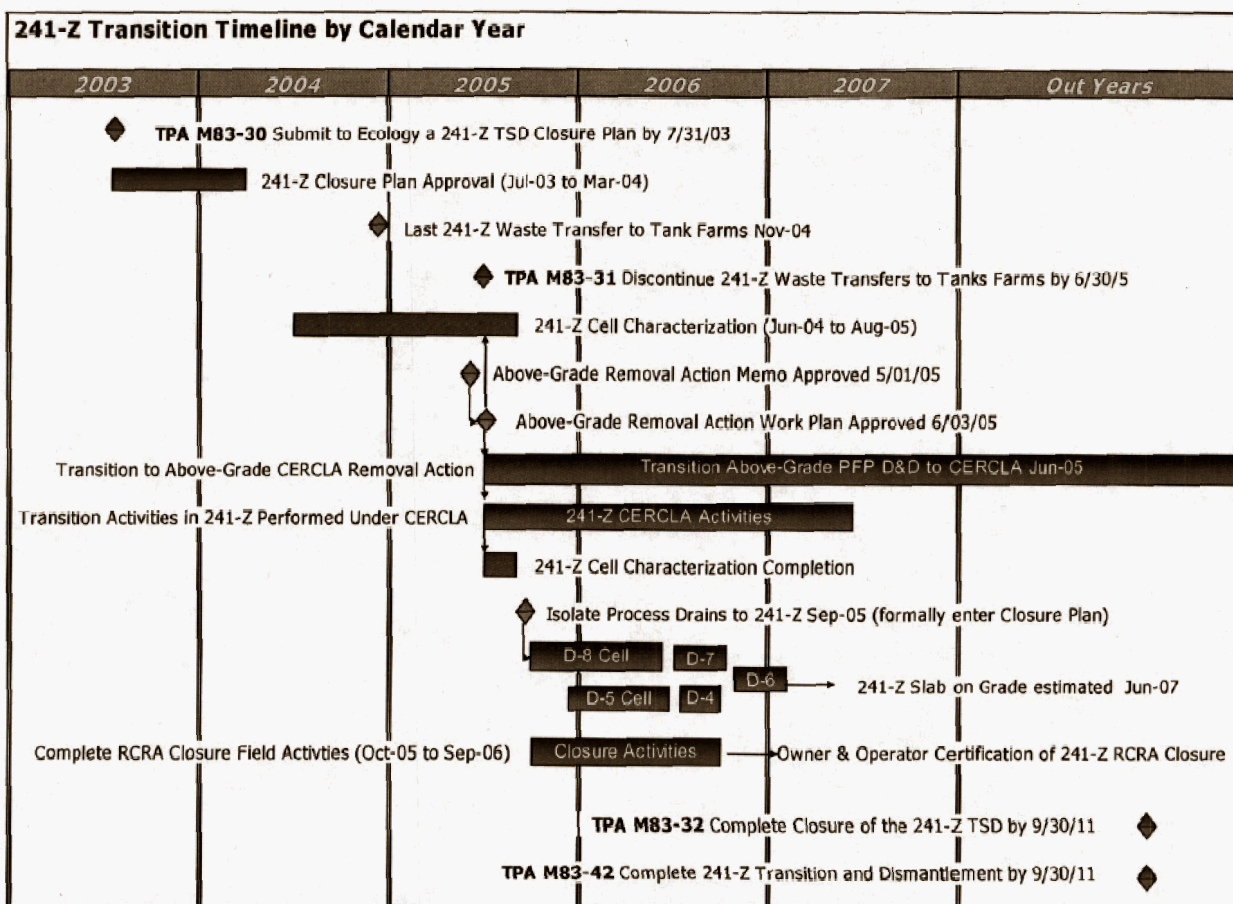 241-Z Transition Timeline by Calendar Year
2003 2004 2005 2006 2007 Out Years
TPA M83-30 Submit to Ecology a 241-Z TSD Closure Plan by 7/31/03
241-Z Closure Plan Approval (Jul-03 to Mar-04)
Last 241-Z Waste Transfer to Tank Farms Nov-04
TPA M83-31 Discontinue 241-Z Waste Transfers to Tanks Farms by 6/30/5
241-Z Cell Characterization (Jun-04 to Aug-05)
Above-Grade Removal Action Memo Approved 5/01/05
Above-Grade Removal Action Work Plan Approved 6/03/05
Transition to Above-Grade CERCLA Removal Action
Transition Above-Grade PFP D&D to CERCLA Jun-05
Transition Activities in 241-Z Performed Under CERCLA
241-Z CERCLA Activities
241-Z Cell Characterization Completion
Isolate Process Drains to 241-Z Sep-05 (formally enter Closure Plan)
D-8 Cell D-7
D-6
241-Z Slab on Grade estimated Jun-07
D-5 Cell D-4
Complete RCRA Closure Field Activties (Oct-05 to Sep-06)
Closure Activities
Owner & Operator Certification of 241-Z RCRA Closure
TPA M83-32 Complete Closure of the 241-Z TSD by 9/30/11
TPA M83-42 Complete 241-Z Transition and Dismantlement by 9/30/11